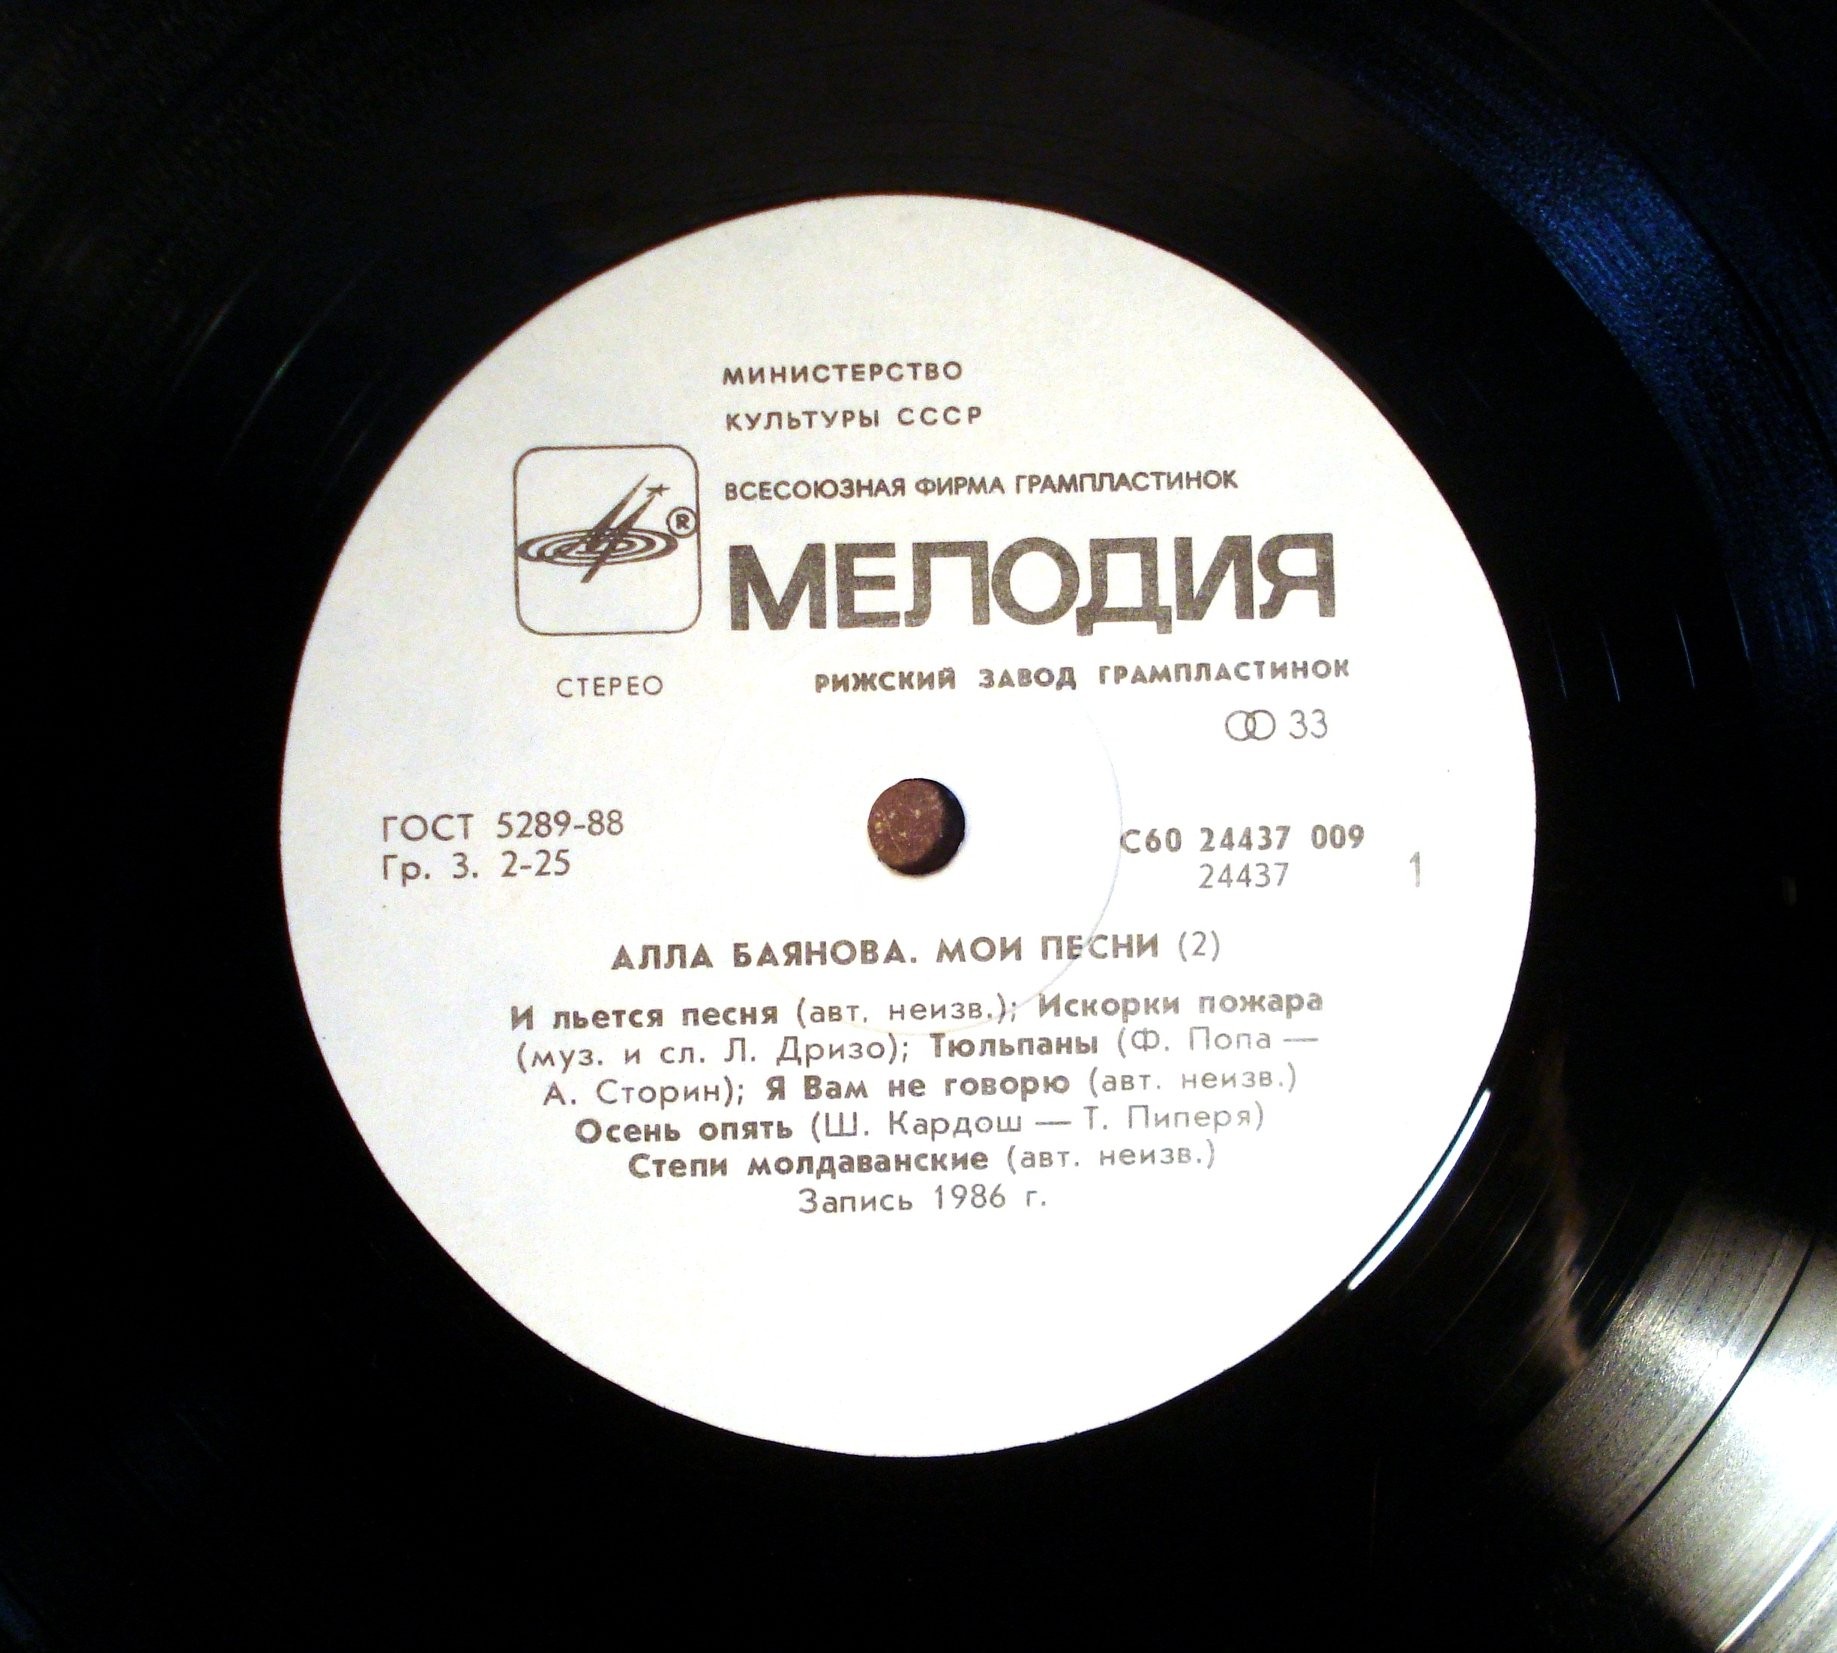 МИНИСТЕРСТВО
КУЛЬТУРЫ СССР
ВСЕСОЮЗНАЯ ФИРМА ГРАМПЛАСТИНОК
®
МЕЛОДИЯ
СТЕРЕО
РИЖСКИЙ ЗАВОД ГРАМПЛАСТИНОК
33
ГОСТ 5289-88
Гр. 3. 2-25
С60 24437 009
24437
1
АЛЛА БАЯНОВА. МОИ ПЕСНИ (2)
И льется песня (авт. неизв.); Искорки пожара
(муз. и сл. Л. Дризо); Тюльпаны (Ф. Попа —
А. Сторин); Я Вам не говорю (авт. неизв.)
Осень опять (Ш. Кардош — Т. Пиперя)
Степи молдаванские (авт. неизв.)
Запись 1986 г.